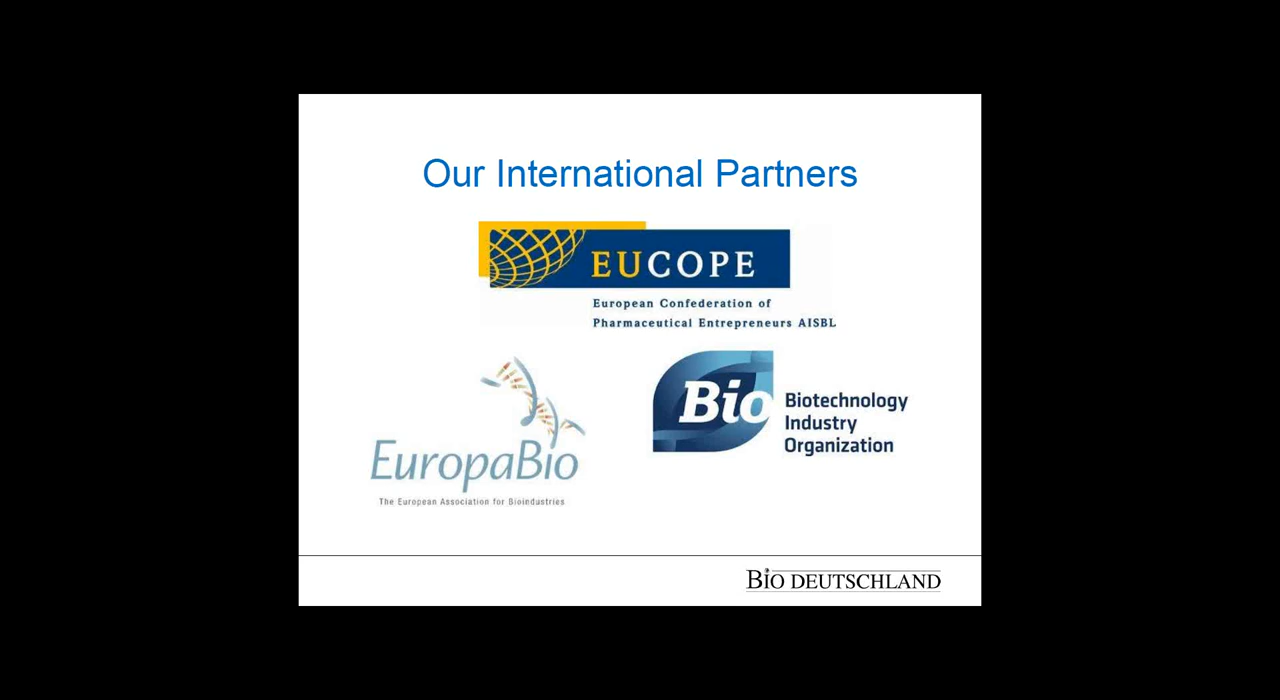 Our International Partners
EUCOPE
European Confederation of
Pharmaceutical Entrepreneurs AISBL
EuropaBio
The European Association for Bioindustries
Bio
Biotechnology
Industry
Organization
BIO DEUTSCHLAND